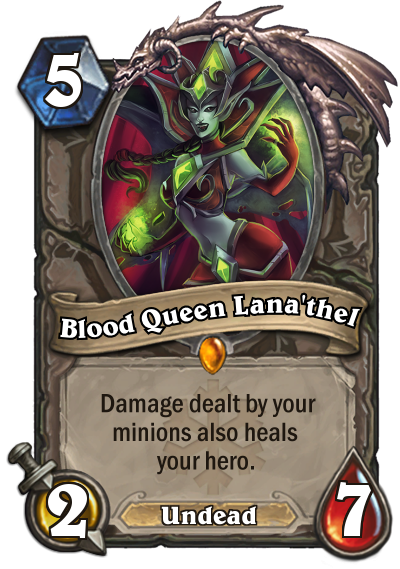 5
Blood Queen Lana'thel
Damage dealt by your
minions also heals
your hero.
2
Undead
7